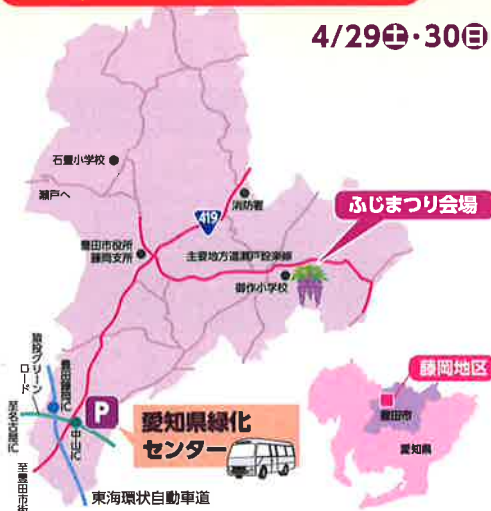 4/29土・30日
石畳小学校
瀬戸へ
消防署
419
ふじまつり会場
豊田市役所
藤岡支所
主要地方道瀬戸設楽線
御作小学校
猿投グリーン
ロード
豊田藤岡IC
至名古屋IC
中山IC
至豊田市街
P
愛知県緑化
センター
東海環状自動車道
藤岡地区
豊田市
愛知県